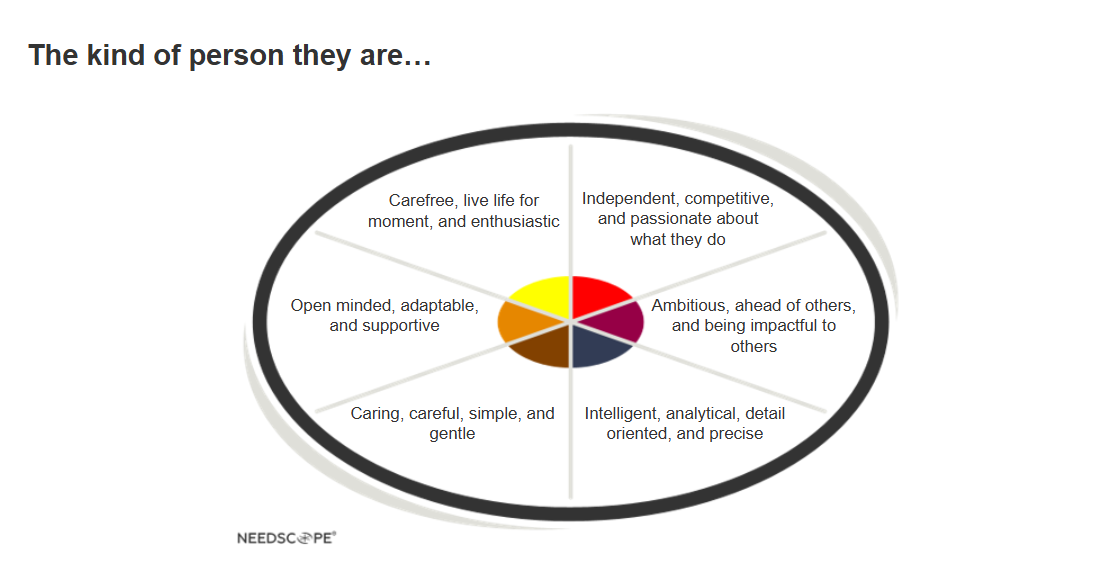 The kind of person they are…
Carefree, live life for
moment, and enthusiastic
Independent, competitive,
and passionate about
what they do
Open minded, adaptable,
and supportive
Ambitious, ahead of others,
and being impactful to
others
Caring, careful, simple, and
gentle
Intelligent, analytical, detail
oriented, and precise
NEEDSCOPE®